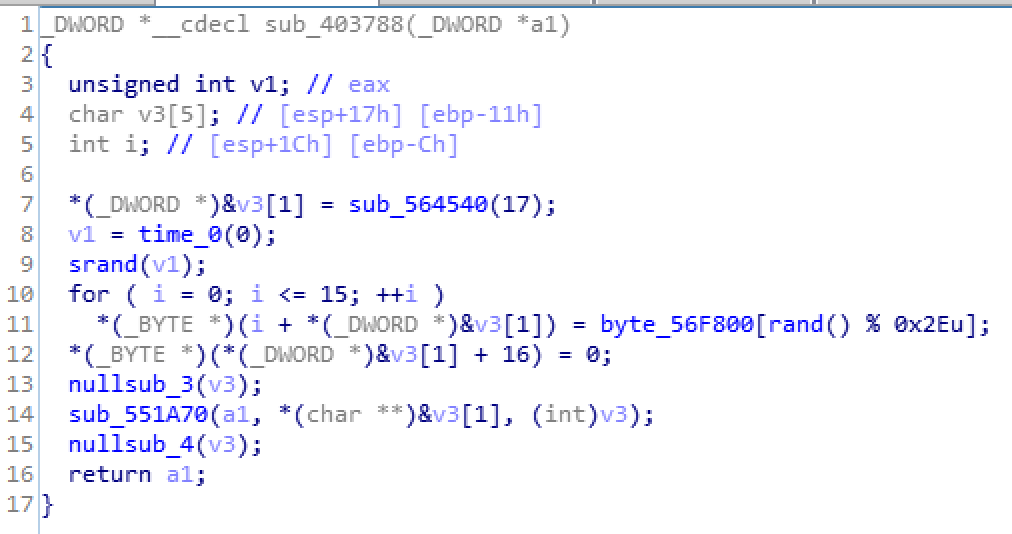 1 _DWORD *__cdecl sub_403788(_DWORD *a1)
2 {
3   unsigned int v1; // eax
4   char v3[5]; // [esp+17h] [ebp-11h]
5   int i; // [esp+1Ch] [ebp-Ch]
6
7   *(_DWORD *)&v3[1] = sub_564540(17);
8   v1 = time_0(0);
9   srand(v1);
10   for ( i = 0; i <= 15; ++i )
11     *(_BYTE *)(i + *(_DWORD *)&v3[1]) = byte_56F800[rand() % 0x2Eu];
12   *(_BYTE *)(*(_DWORD *)&v3[1] + 16) = 0;
13   nullsub_3(v3);
14   sub_551A70(a1, *(char **)&v3[1], (int)v3);
15   nullsub_4(v3);
16   return a1;
17 }